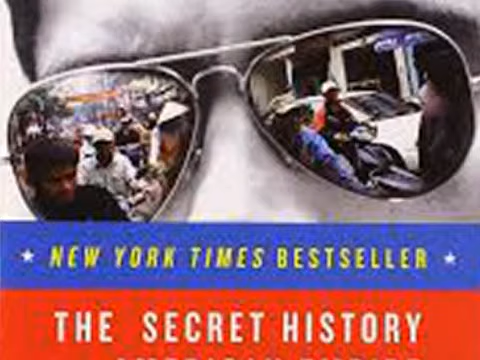 ★ NEW YORK TIMES BESTSELLER ★
THE SECRET HISTORY